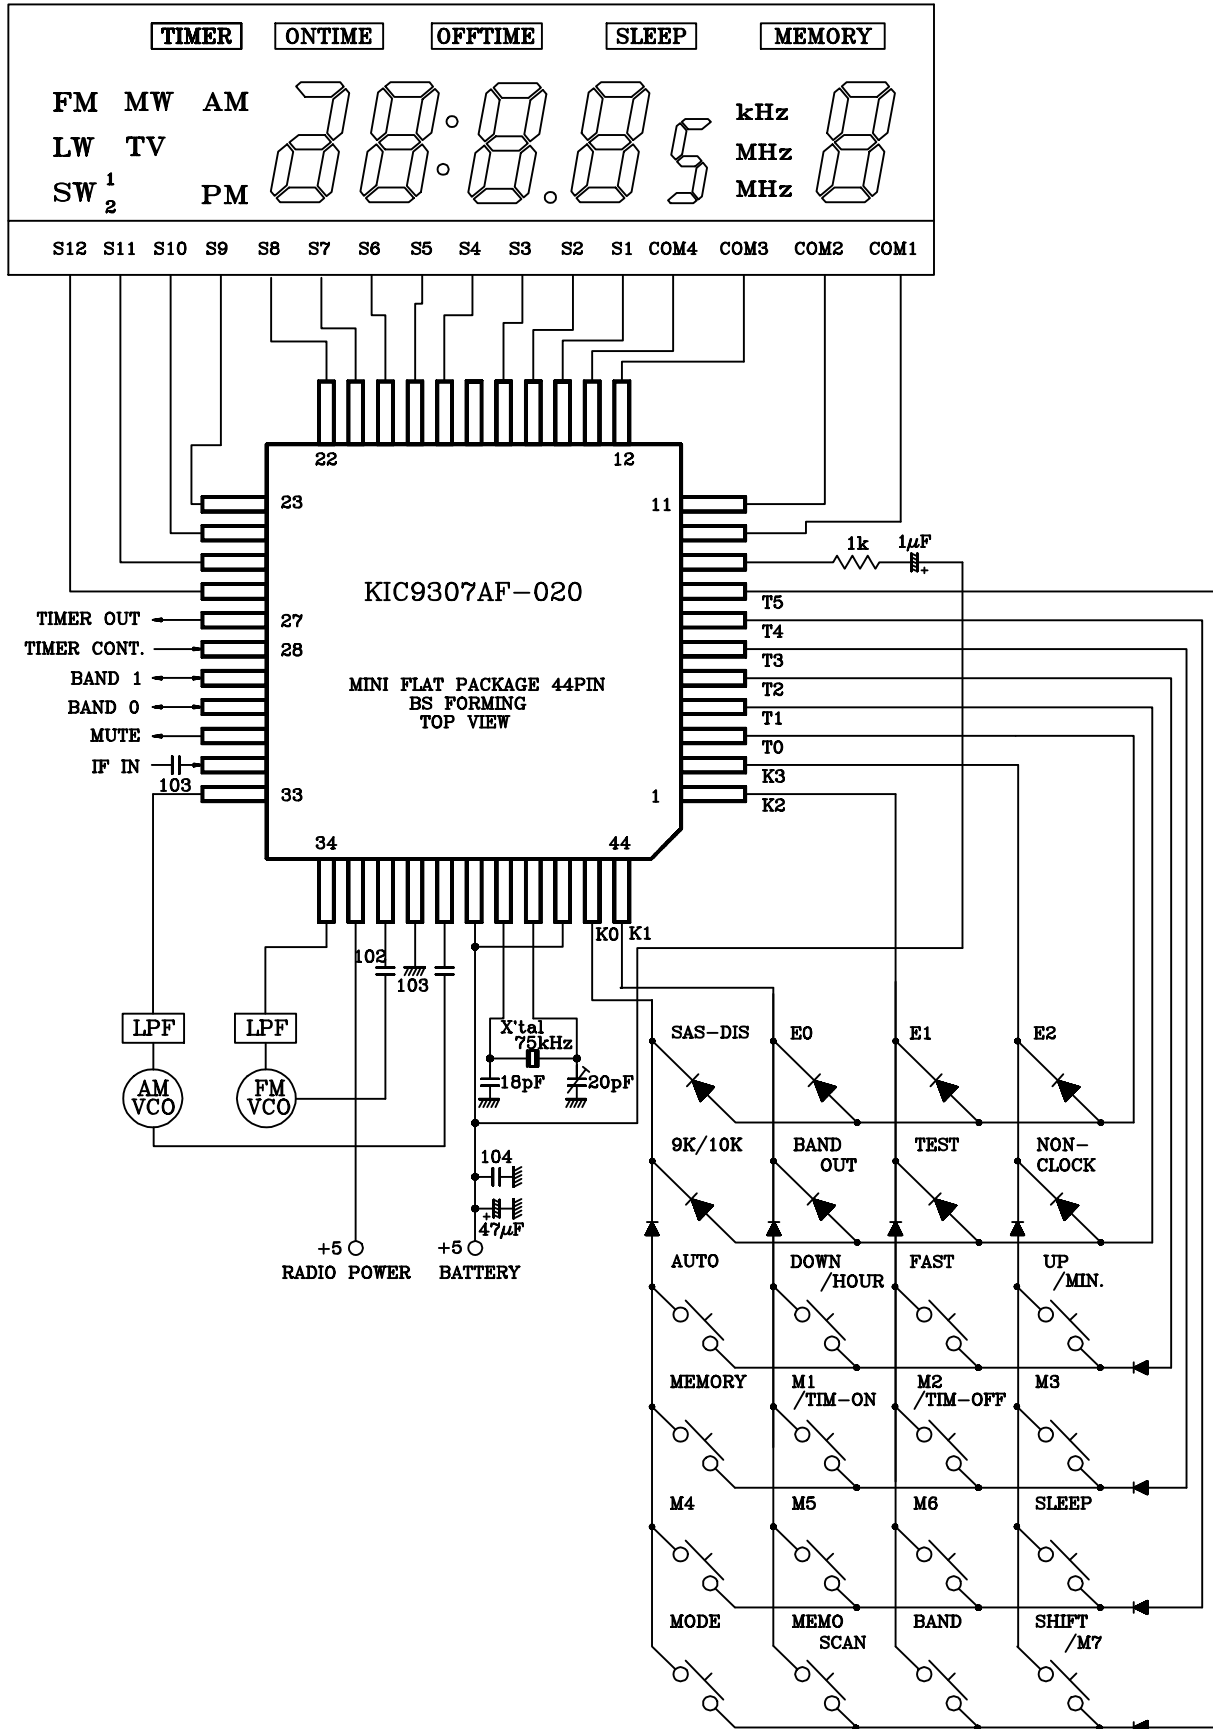 TIMER ONTIME OFFTIME SLEEP MEMORY
FM MW AM
kHz
LW TV
MHz
SW 1 2 PM
MHz
S12 S11 S10 S9 S8 S7 S6 S5 S4 S3 S2 S1 COM4 COM3 COM2 COM1
22 12
23 11
1k 1μF
+
KIC9307AF-020
T5
TIMER OUT 27
T4
TIMER CONT. 28
T3
BAND 1
MINI FLAT PACKAGE 44PIN
T2
BAND 0
BS FORMING
TOP VIEW
T1
MUTE
T0
IF IN
K3
103
33 1
K2
34 44
K0 K1
102
103
LPF LPF
X'tal
75kHz
SAS-DIS E0 E1 E2
18pF 20pF
AM
VCO
FM
VCO
9K/10K BAND
OUT
TEST NON-
CLOCK
104
+
47μF
+5 +5
RADIO POWER BATTERY
AUTO DOWN
/HOUR
FAST UP
/MIN.
MEMORY M1
/TIM-ON
M2
/TIM-OFF
M3
M4 M5 M6 SLEEP
MODE MEMO
SCAN
BAND SHIFT
/M7